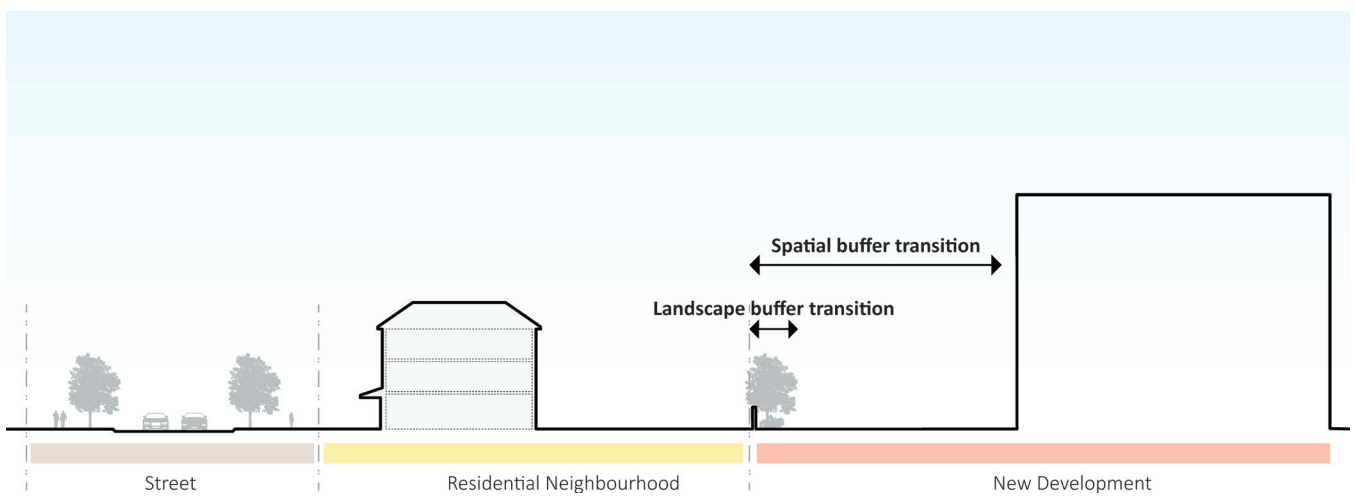 Spatial buffer transition
Landscape buffer transition
Street
Residential Neighbourhood
New Development